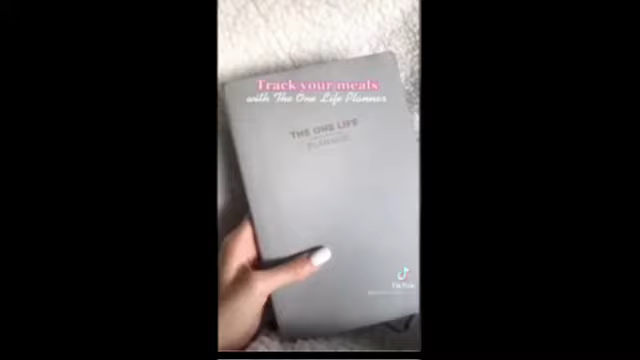 Track your meals
with The One Life Planner
THE ONE LIFE
PLANNER
TikTok